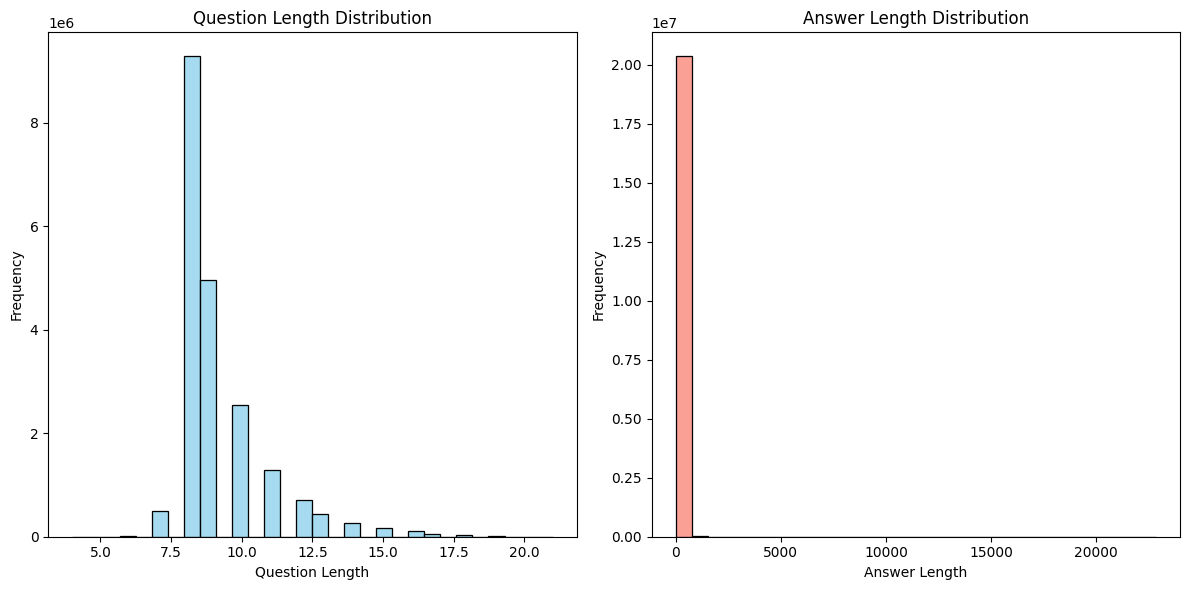 Question Length Distribution
1e6
8
6
4
2
0
5.0 7.5 10.0 12.5 15.0 17.5 20.0
Frequency
Question Length
Answer Length Distribution
1e7
2.00
1.75
1.50
1.25
1.00
0.75
0.50
0.25
0.00
0 5000 10000 15000 20000
Frequency
Answer Length